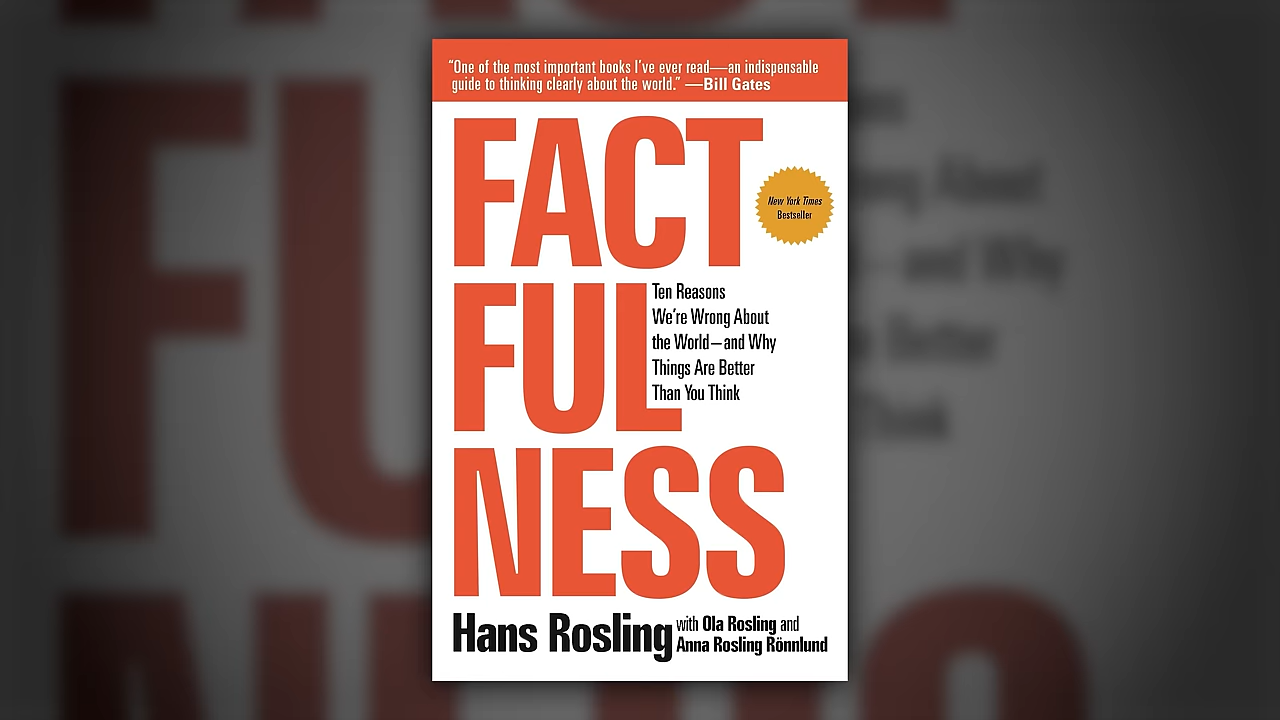 “One of the most important books I’ve ever read—an indispensable
guide to thinking clearly about the world.” —Bill Gates
FACT
New York Times
Bestseller
FUL
Ten Reasons
We’re Wrong About
the World—and Why
Things Are Better
Than You Think
NESS
Hans Rosling
with Ola Rosling and
Anna Rosling Rönnlund